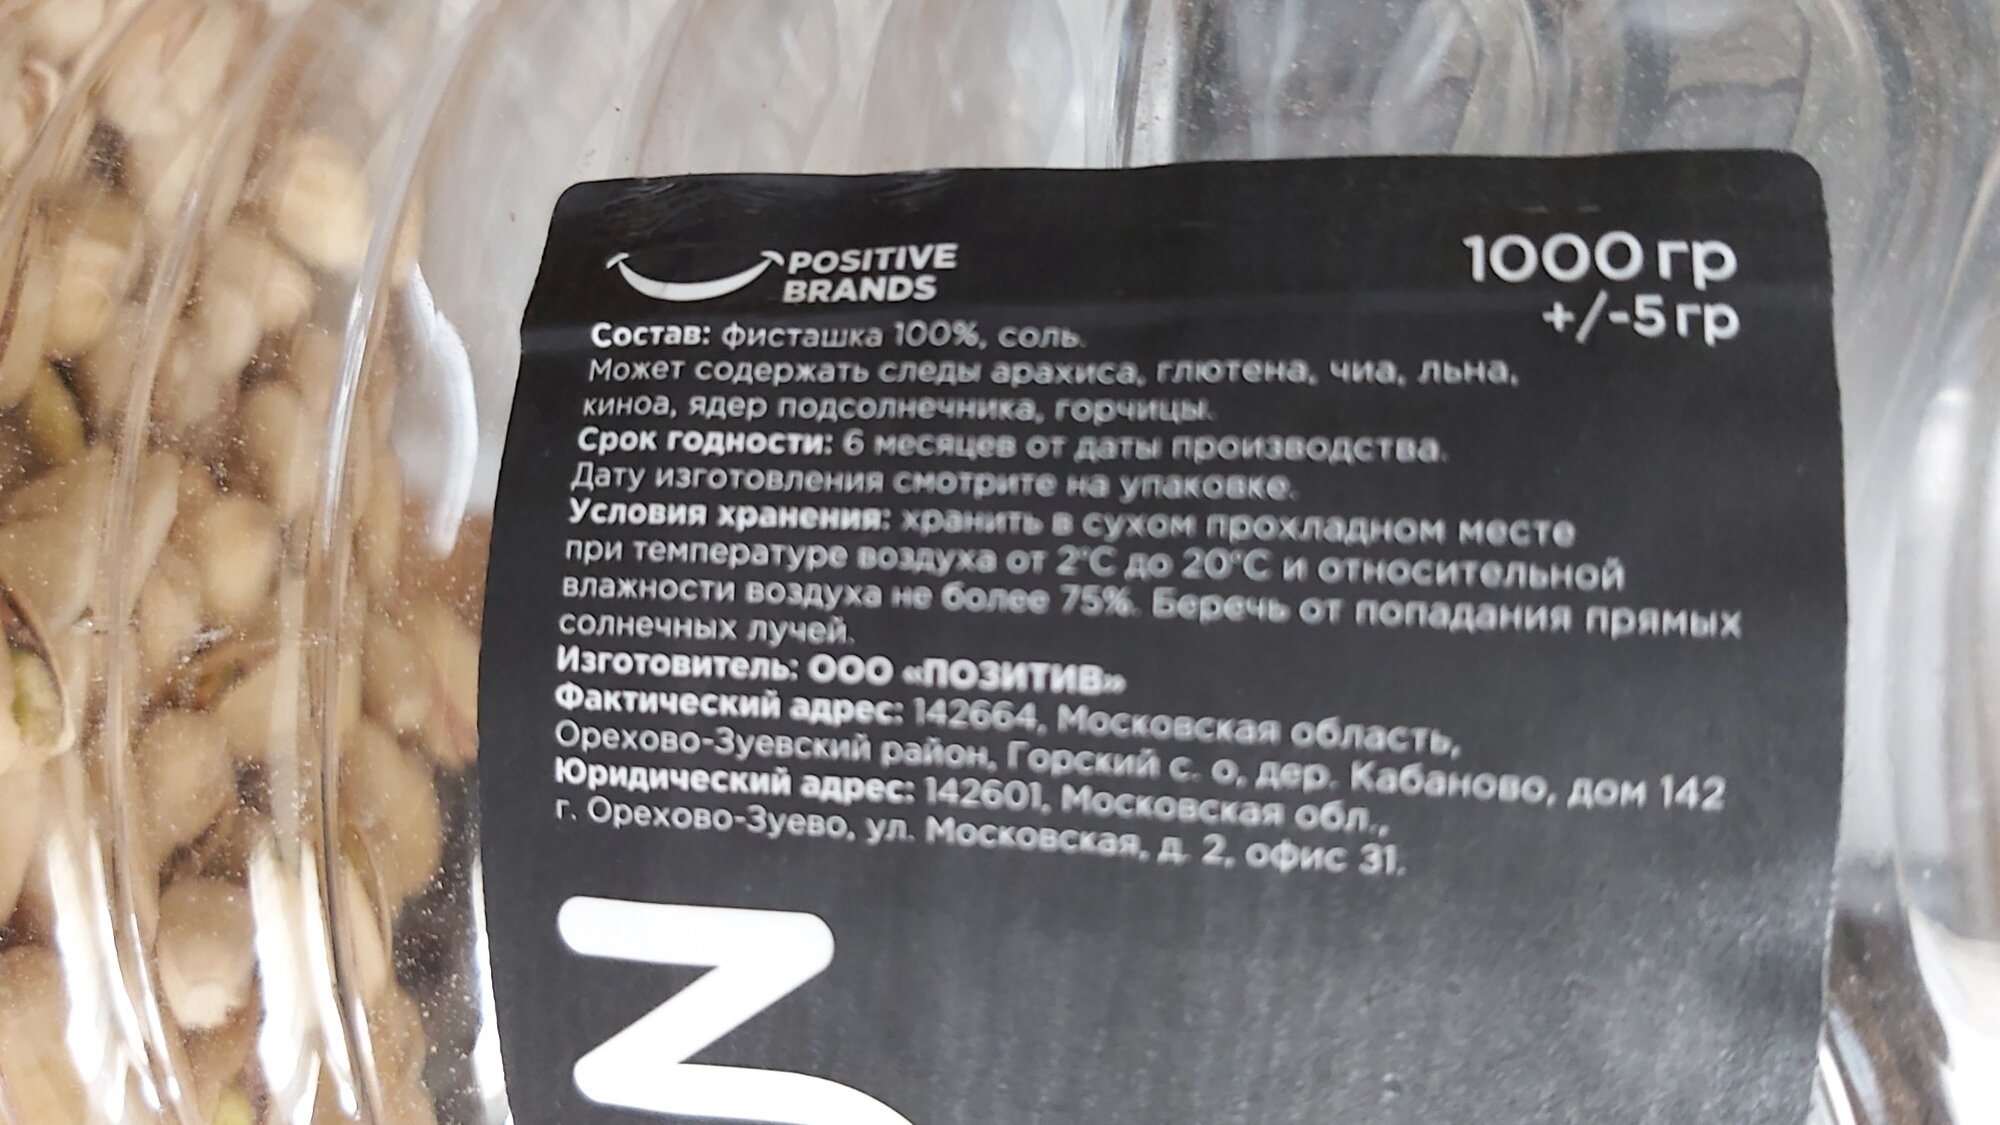 POSITIVE
BRANDS
1000 гр
+/-5 гр
Состав: фисташка 100%, соль.
Может содержать следы арахиса, глютена, чиа, льна,
киноа, ядер подсолнечника, горчицы.
Срок годности: 6 месяцев от даты производства.
Дату изготовления смотрите на упаковке.
Условия хранения: хранить в сухом прохладном месте
при температуре воздуха от 2°C до 20°C и относительной
влажности воздуха не более 75%. Беречь от попадания прямых
солнечных лучей.
Изготовитель: ООО «ПОЗИТИВ»
Фактический адрес: 142664, Московская область,
Орехово-Зуевский район, Горский с. о, дер. Кабаново, дом 142
Юридический адрес: 142601, Московская обл.,
г. Орехово-Зуево, ул. Московская, д. 2, офис 31.